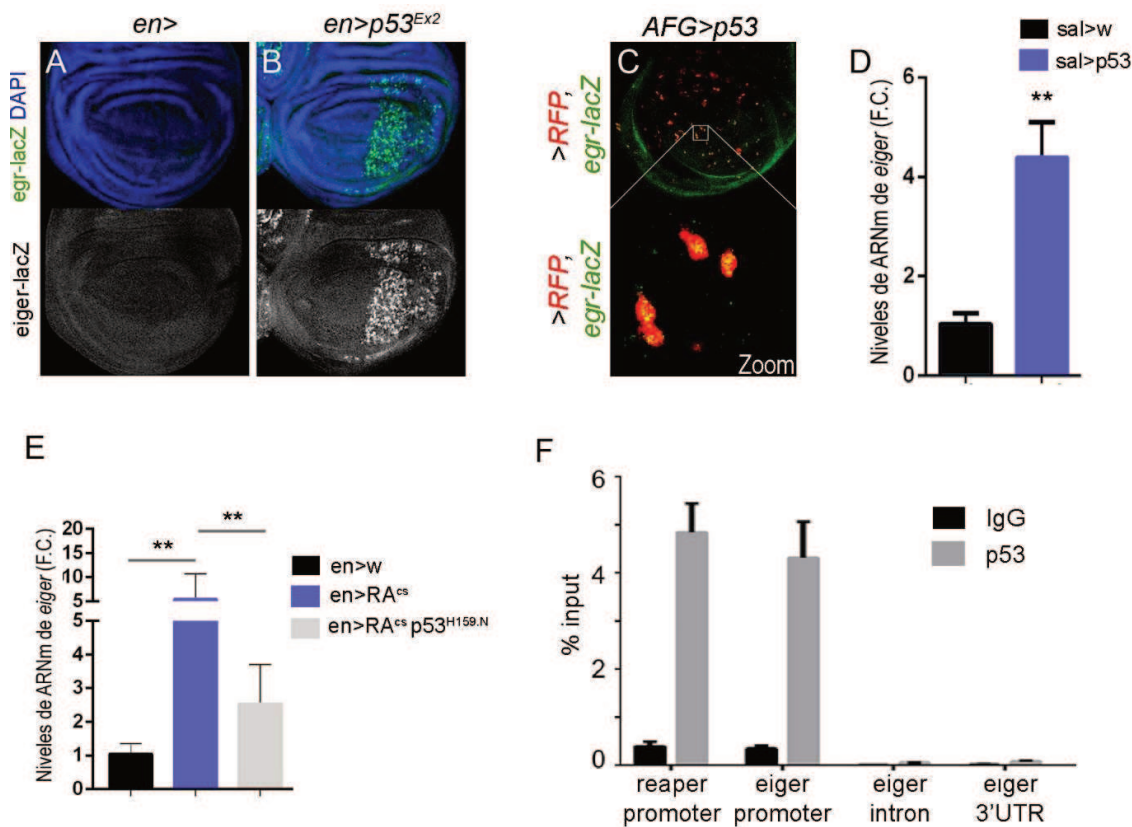 en>
en>p53Ex2
AFG>p53
A
B
C
egr-lacZ DAPI
eiger-lacZ
>RFP,
egr-lacZ
>RFP,
egr-lacZ
Zoom
D
sal>w
sal>p53
Niveles de ARNm de eiger (F.C.)
6
4
2
0
**
E
Niveles de ARNm de eiger (F.C.)
20
15
10
5
5
4
3
2
1
0
**
**
en>w
en>RAcs
en>RAcs p53H159.N
F
% input
6
4
2
0
IgG
p53
reaper
promoter
eiger
promoter
eiger
intron
eiger
3'UTR